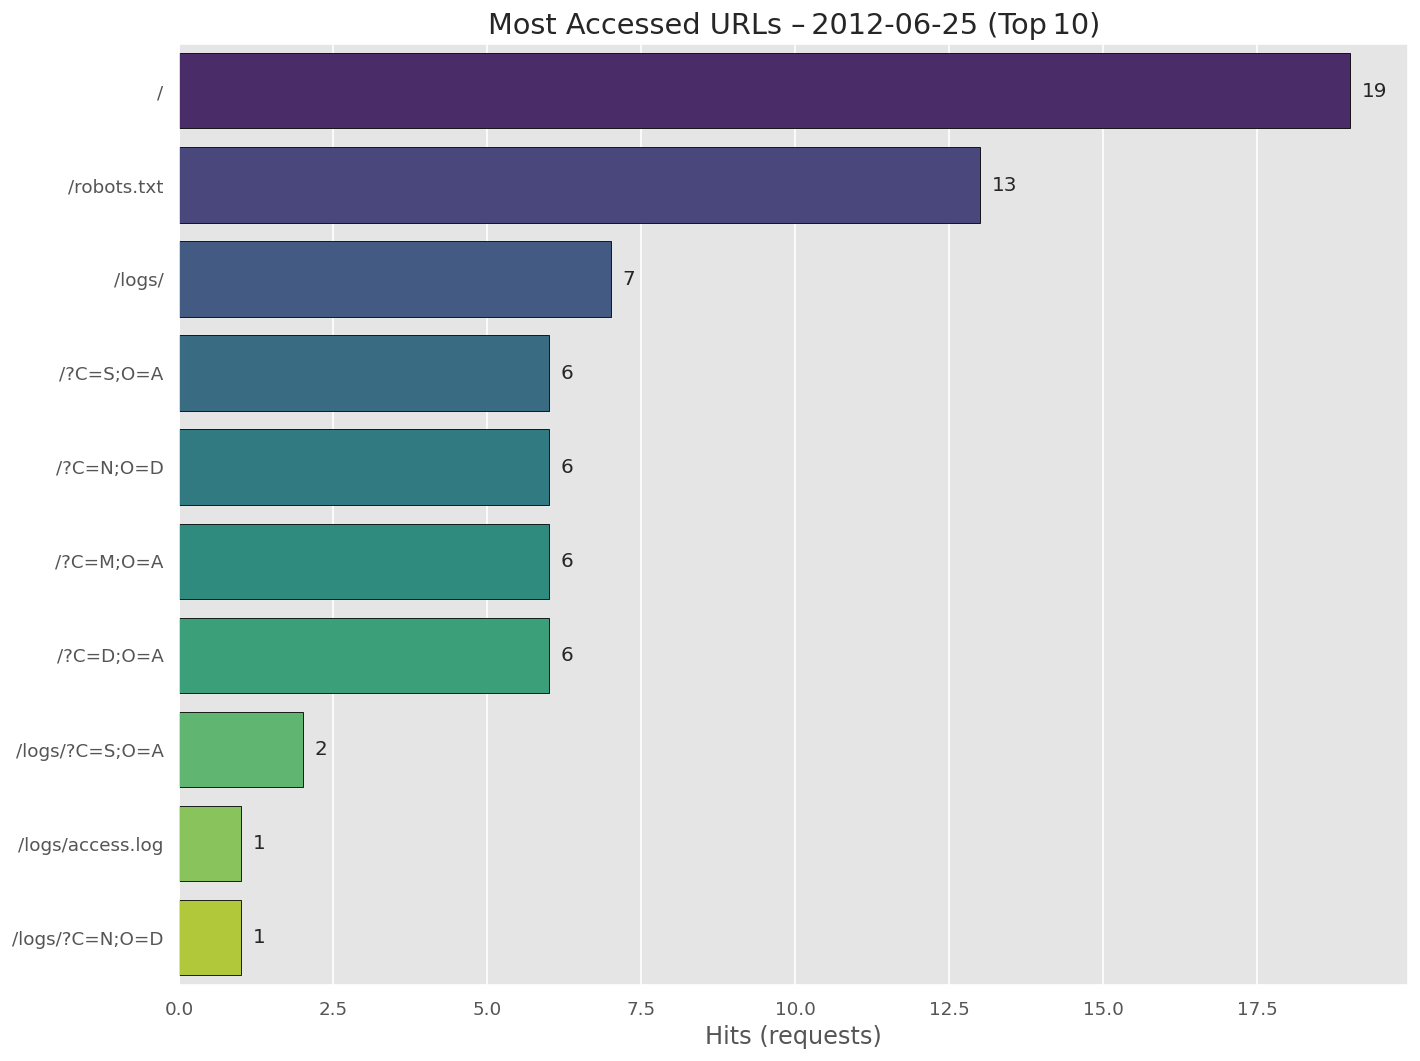 Most Accessed URLs – 2012-06-25 (Top 10)
/
19
/robots.txt
13
/logs/
7
/?C=S;O=A
6
/?C=N;O=D
6
/?C=M;O=A
6
/?C=D;O=A
6
/logs/?C=S;O=A
2
/logs/access.log
1
/logs/?C=N;O=D
1
0.0 2.5 5.0 7.5 10.0 12.5 15.0 17.5
Hits (requests)